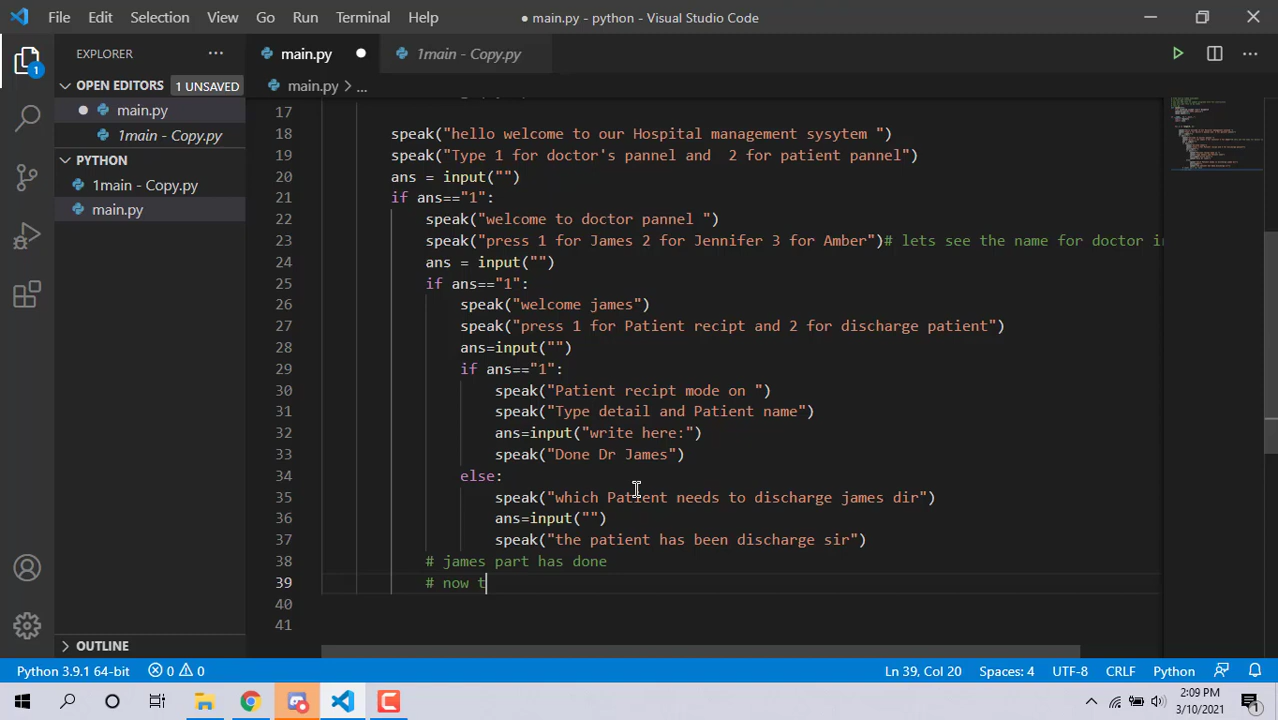 File Edit Selection View Go Run Terminal Help
● main.py - python - Visual Studio Code
EXPLORER
main.py
1main - Copy.py
OPEN EDITORS 1 UNSAVED
main.py > ...
main.py
1main - Copy.py
PYTHON
1main - Copy.py
main.py
17
18 speak("hello welcome to our Hospital management sysytem ")
19 speak("Type 1 for doctor's pannel and  2 for patient pannel")
20 ans = input("")
21 if ans=="1":
22 speak("welcome to doctor pannel ")
23 speak("press 1 for James 2 for Jennifer 3 for Amber")# lets see the name for doctor in
24 ans = input("")
25 if ans=="1":
26 speak("welcome james")
27 speak("press 1 for Patient recipt and 2 for discharge patient")
28 ans=input("")
29 if ans=="1":
30 speak("Patient recipt mode on ")
31 speak("Type detail and Patient name")
32 ans=input("write here:")
33 speak("Done Dr James")
34 else:
35 speak("which Patient needs to discharge james dir")
36 ans=input("")
37 speak("the patient has been discharge sir")
38 # james part has done
39 # now t
40
41
OUTLINE
1
Python 3.9.1 64-bit 0 0 Ln 39, Col 20 Spaces: 4 UTF-8 CRLF Python
2:09 PM
3/10/2021
1